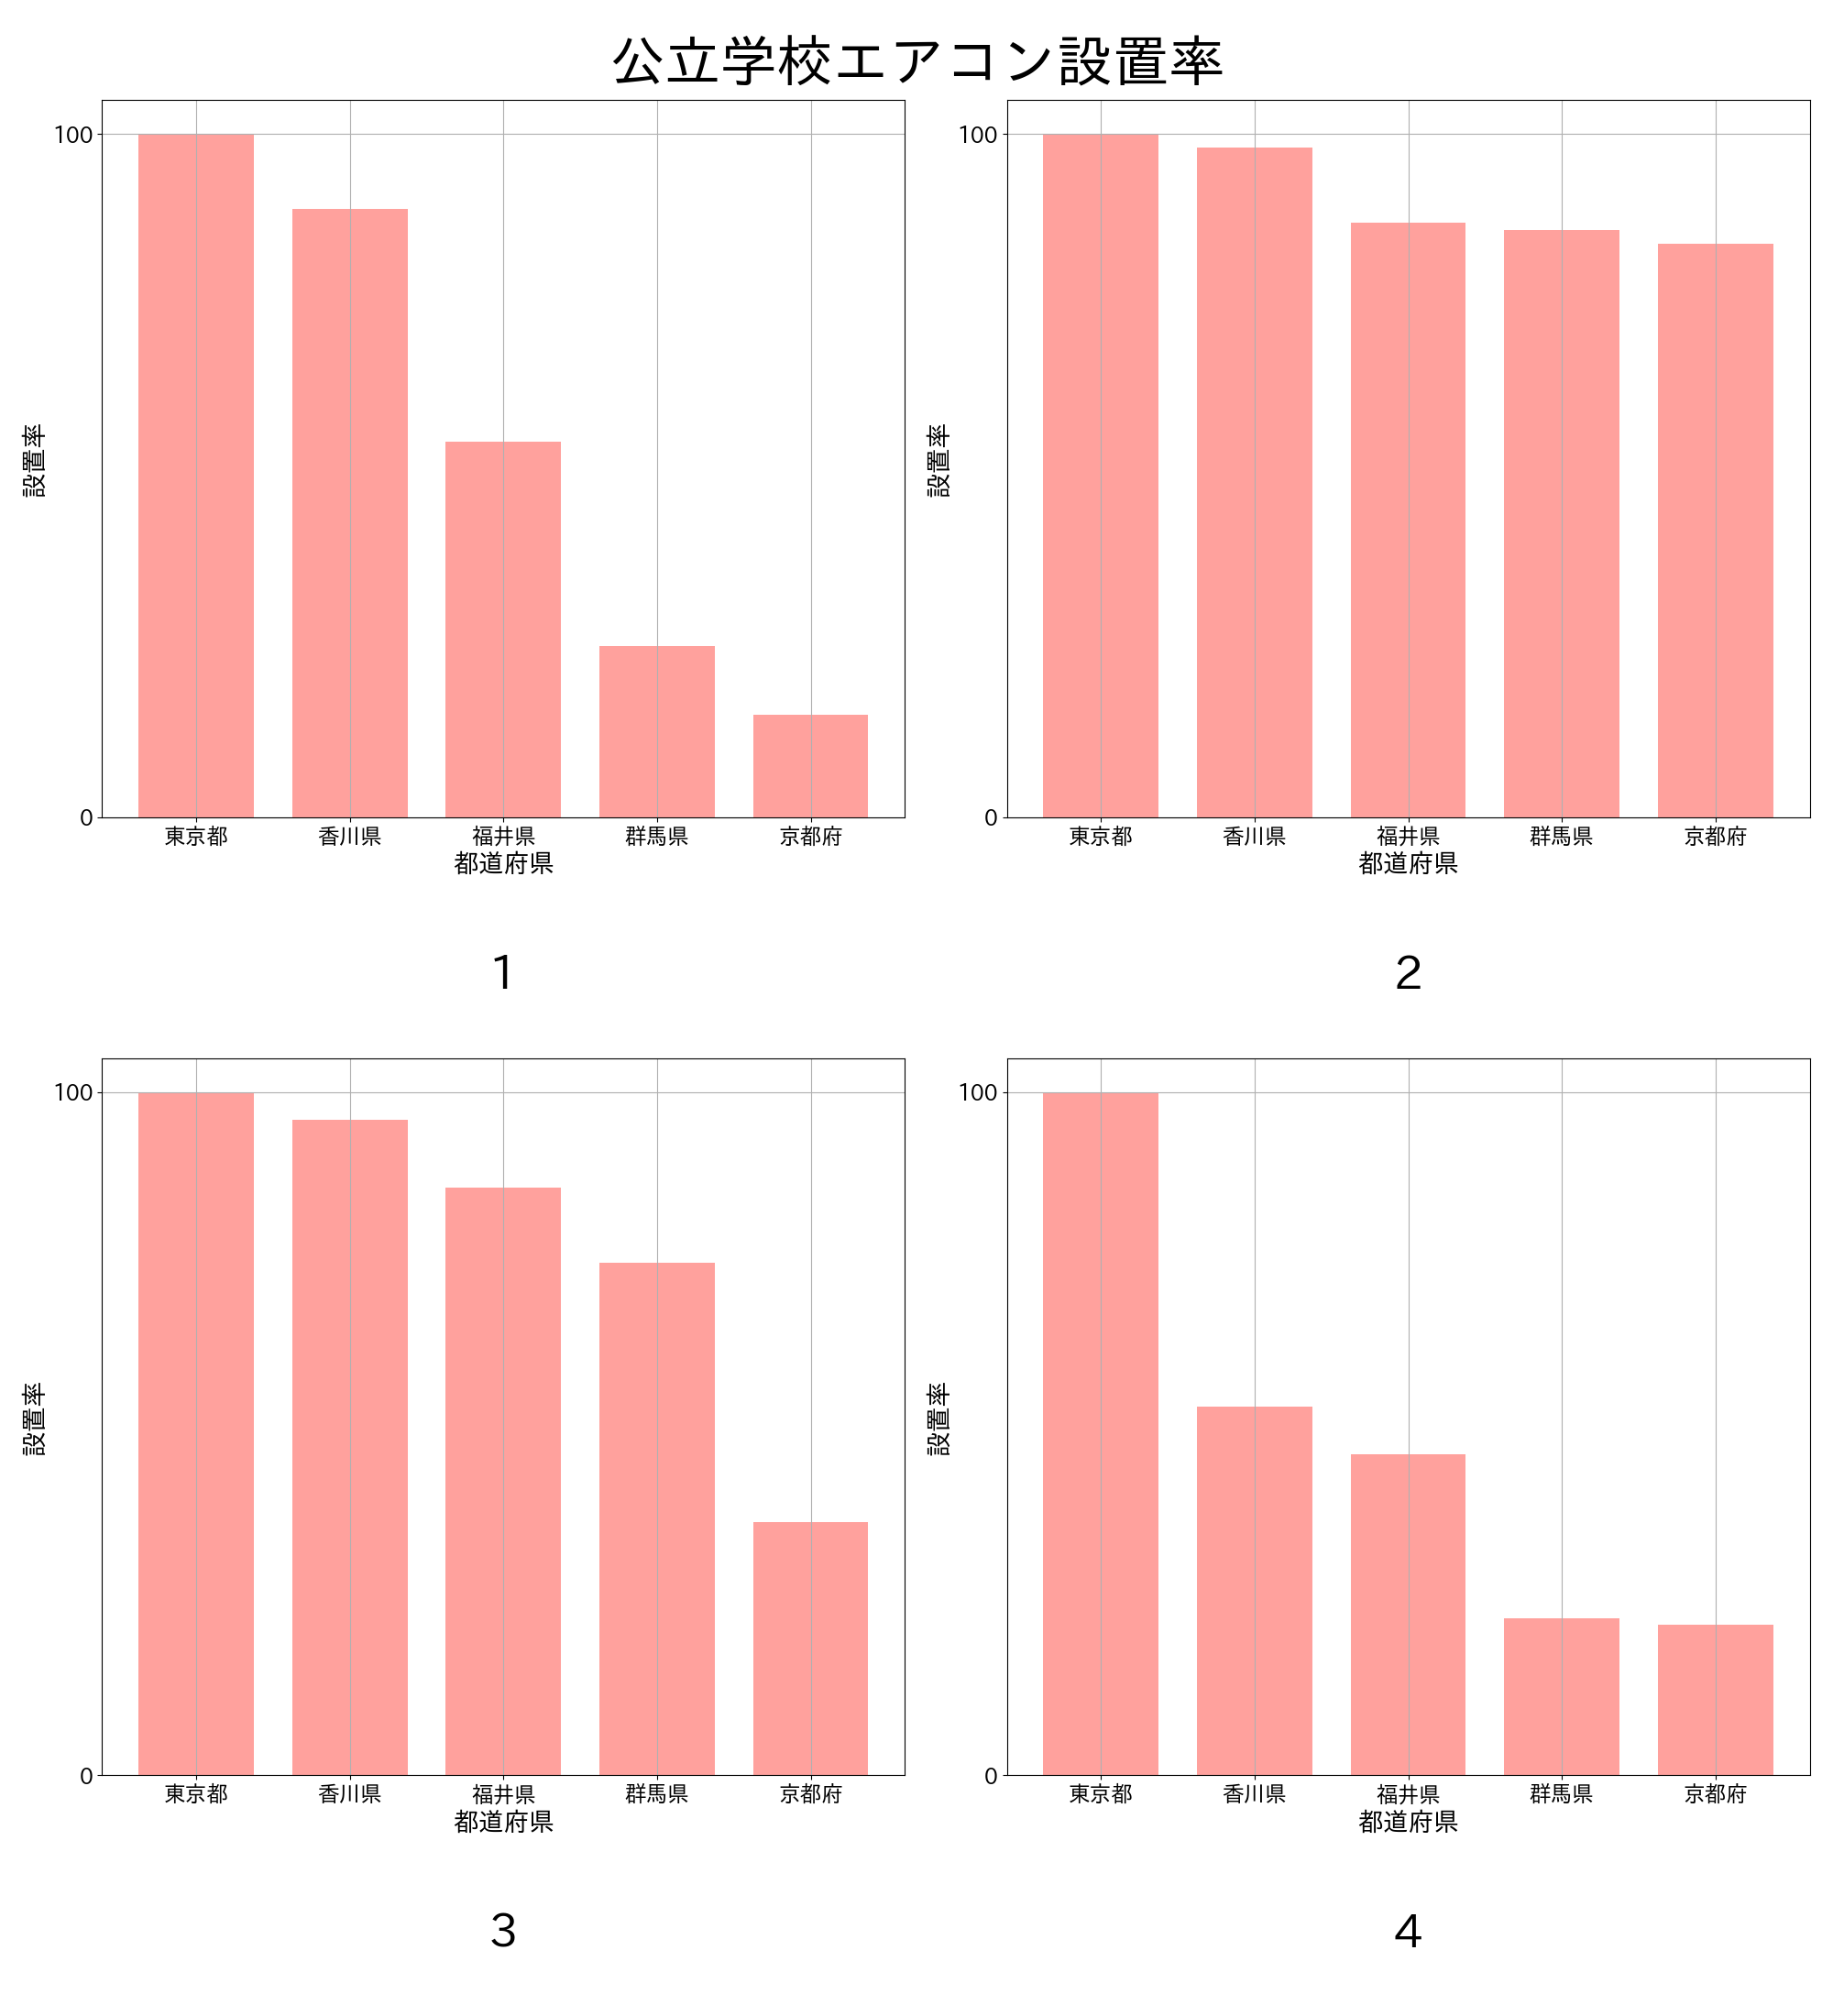 公立学校エアコン設置率
100
設置率
0
東京都 香川県 福井県 群馬県 京都府
都道府県
1
100
設置率
0
東京都 香川県 福井県 群馬県 京都府
都道府県
2
100
設置率
0
東京都 香川県 福井県 群馬県 京都府
都道府県
3
100
設置率
0
東京都 香川県 福井県 群馬県 京都府
都道府県
4